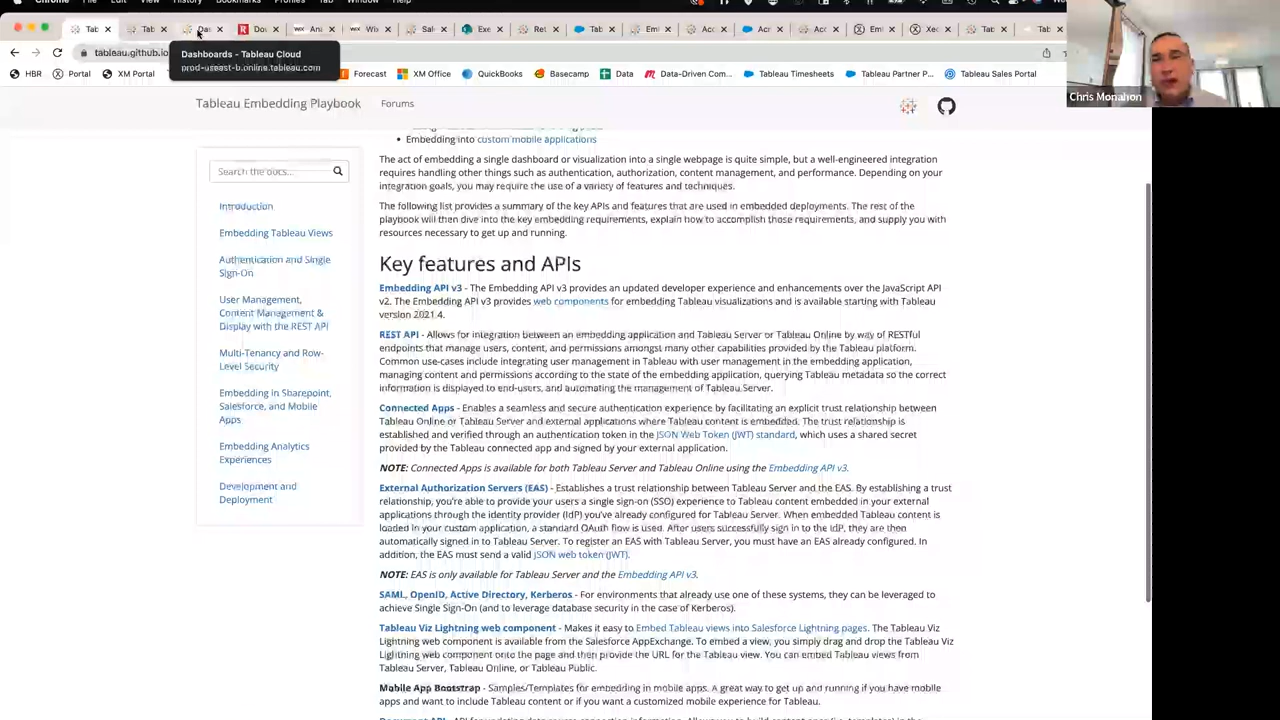 Chrome File Edit View History Bookmarks Profiles Tab Window Help
Tab Tab Das Dov Ana Wix Sal Exe Ret Acc Acc Acc Emb Xec Emb
tableau.github.io
Dashboards - Tableau Cloud
prod-useast-b.online.tableau.com
HBR Portal XM Portal Forecast XM Office QuickBooks Basecamp Data Data-Driven Com... Tableau Timesheets Tableau Partner P... Tableau Sales Portal
Chris Monahon
Tableau Embedding Playbook Forums
Search the docs...
Introduction
Embedding Tableau Views
Authentication and Single
Sign-On
User Management,
Content Management &
Display with the REST API
Multi-Tenancy and Row-
Level Security
Embedding in Sharepoint,
Salesforce, and Mobile
Apps
Embedding Analytics
Experiences
Development and
Deployment
Embedding into custom mobile applications
The act of embedding a single dashboard or visualization into a single webpage is quite simple, but a well-engineered integration
requires handling other things such as authentication, authorization, content management, and performance. Depending on your
integration goals, you may require the use of a variety of features and techniques.
The following list provides a summary of the key APIs and features that are used in embedded deployments. The rest of the
playbook will then dive into the key embedding requirements, explain how to accomplish those requirements, and supply you with
resources necessary to get up and running.
Key features and APIs
Embedding API v3 - The Embedding API v3 provides an updated developer experience and enhancements over the JavaScript API
v2. The Embedding API v3 provides web components for embedding Tableau visualizations and is available starting with Tableau
version 2021.4.
REST API - Allows for integration between an embedding application and Tableau Server or Tableau Online by way of RESTful
endpoints that manage users, content, and permissions amongst many other capabilities provided by the Tableau platform.
Common use-cases include integrating user management in Tableau with user management in the embedding application,
managing content and permissions according to the state of the embedding application, querying Tableau metadata so the correct
information is displayed to end-users, and automating the management of Tableau Server.
Connected Apps - Enables a seamless and secure authentication experience by facilitating an explicit trust relationship between
Tableau Online or Tableau Server and external applications where Tableau content is embedded. The trust relationship is
established and verified through an authentication token in the JSON Web Token (JWT) standard, which uses a shared secret
provided by the Tableau connected app and signed by your external application.
NOTE: Connected Apps is available for both Tableau Server and Tableau Online using the Embedding API v3.
External Authorization Servers (EAS) - Establishes a trust relationship between Tableau Server and the EAS. By establishing a trust
relationship, you're able to provide your users a single sign-on (SSO) experience to Tableau content embedded in your external
applications through the identity provider (IdP) you've already configured for Tableau Server. When embedded Tableau content is
loaded in your custom application, a standard OAuth flow is used. After users successfully sign in to the IdP, they are then
automatically signed in to Tableau Server. To register an EAS with Tableau Server, you must have an EAS already configured. In
addition, the EAS must send a valid JSON web token (JWT).
NOTE: EAS is only available for Tableau Server and the Embedding API v3.
SAML, OpenID, Active Directory, Kerberos - For environments that already use one of these systems, they can be leveraged to
achieve Single Sign-On (and to leverage database security in the case of Kerberos).
Tableau Viz Lightning web component - Makes it easy to Embed Tableau views into Salesforce Lightning pages. The Tableau Viz
Lightning web component is available from the Salesforce AppExchange. To embed a view, you simply drag and drop the Tableau Viz
Lightning web component onto the page and then provide the URL for the Tableau view. You can embed Tableau views from
Tableau Server, Tableau Online, or Tableau Public.
Mobile App Bootstrap - Samples/Templates for embedding in mobile apps. A great way to get up and running if you have mobile
apps and want to include Tableau content or if you want a customized mobile experience for Tableau.